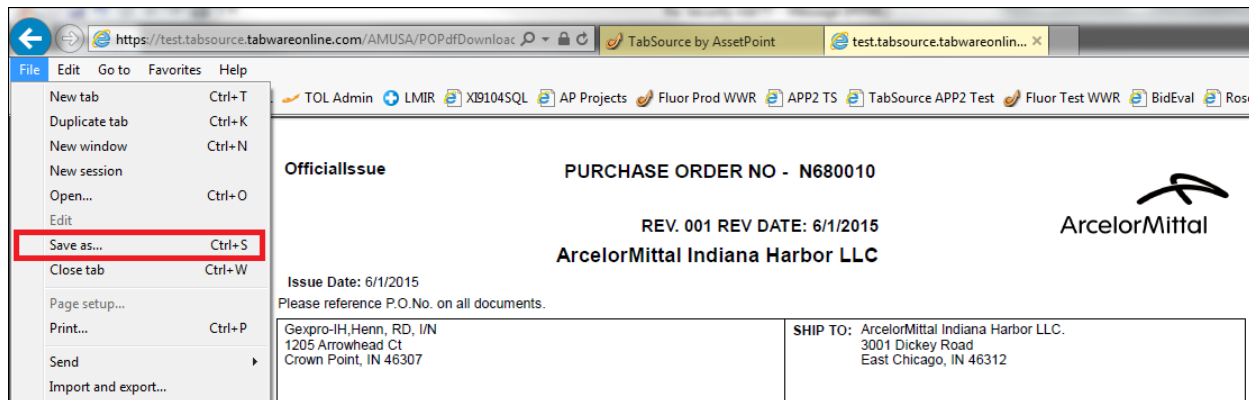 https://test.tabsource.tabwareonline.com/AMUSA/POPdfDownloac
TabSource by AssetPoint
test.tabsource.tabwareonlin...
File Edit Go to Favorites Help
TOL Admin LMIR XI9104SQL AP Projects Fluor Prod WWR APP2 TS TabSource APP2 Test Fluor Test WWR BidEval Rose
New tab Ctrl+T
Duplicate tab Ctrl+K
New window Ctrl+N
New session
Open... Ctrl+O
Edit
Save as... Ctrl+S
Close tab Ctrl+W
Page setup...
Print... Ctrl+P
Send
Import and export...
OfficialIssue
PURCHASE ORDER NO - N680010
REV. 001 REV DATE: 6/1/2015
ArcelorMittal Indiana Harbor LLC
ArcelorMittal
Issue Date: 6/1/2015
Please reference P.O.No. on all documents.
Gexpro-IH,Henn, RD, I/N
1205 Arrowhead Ct
Crown Point, IN 46307
SHIP TO: ArcelorMittal Indiana Harbor LLC.
3001 Dickey Road
East Chicago, IN 46312